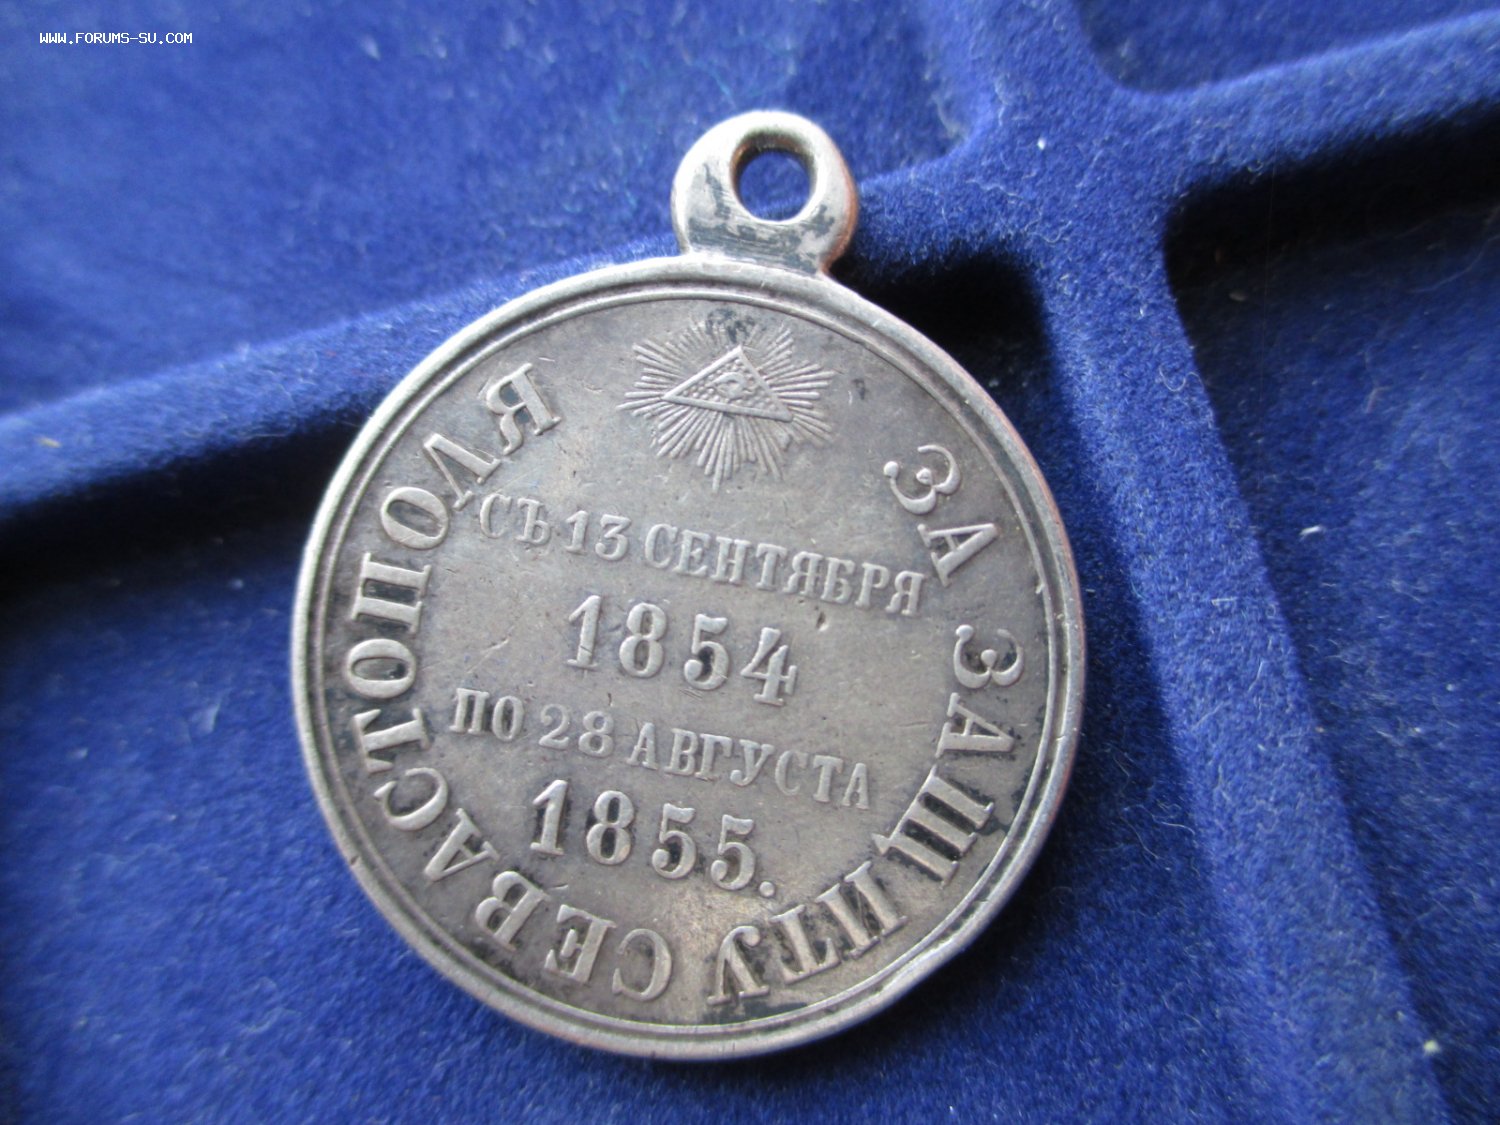 WWW.FORUMS-SU.COM
ЗА ЗАЩИТУ СЕВАСТОПОЛЯ
СЪ 13 СЕНТЯБРЯ
1854
ПО 28 АВГУСТА
1855.